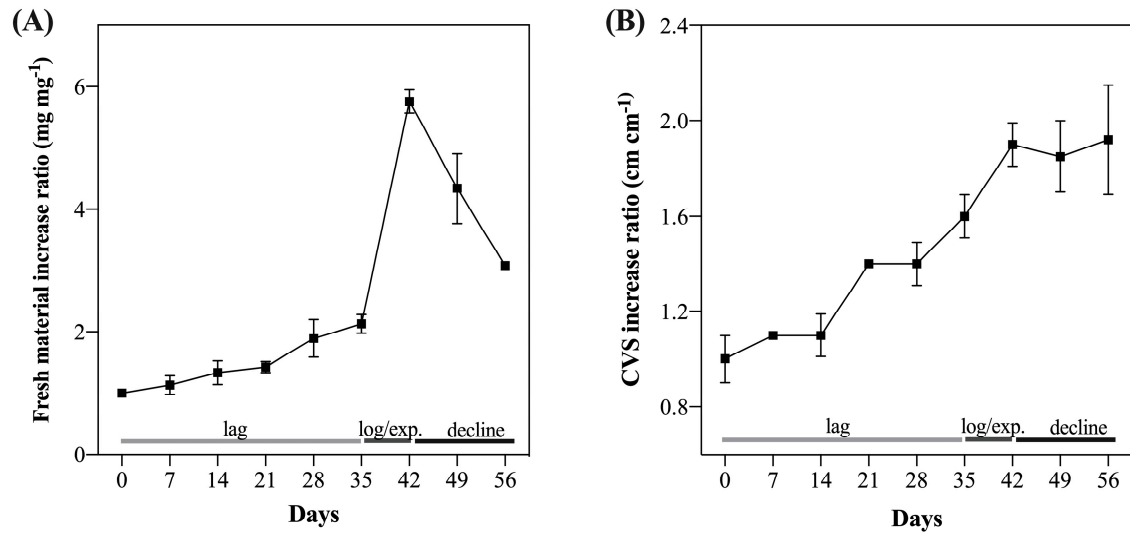 (A)
Fresh material increase ratio (mg mg⁻¹)
6
4
2
0
lag
log/exp.
decline
0 7 14 21 28 35 42 49 56
Days
(B)
CVS increase ratio (cm cm⁻¹)
2.4
2.0
1.6
1.2
0.8
lag
log/exp.
decline
0 7 14 21 28 35 42 49 56
Days